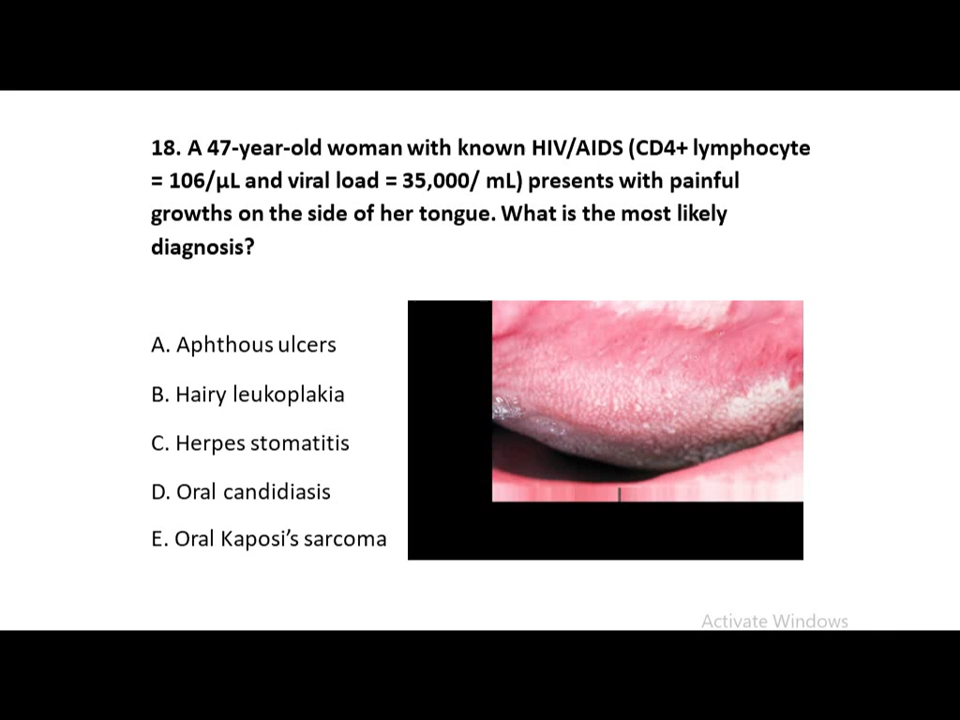 18. A 47-year-old woman with known HIV/AIDS (CD4+ lymphocyte
= 106/μL and viral load = 35,000/ mL) presents with painful
growths on the side of her tongue. What is the most likely
diagnosis?
A. Aphthous ulcers
B. Hairy leukoplakia
C. Herpes stomatitis
D. Oral candidiasis
E. Oral Kaposi’s sarcoma
Activate Windows